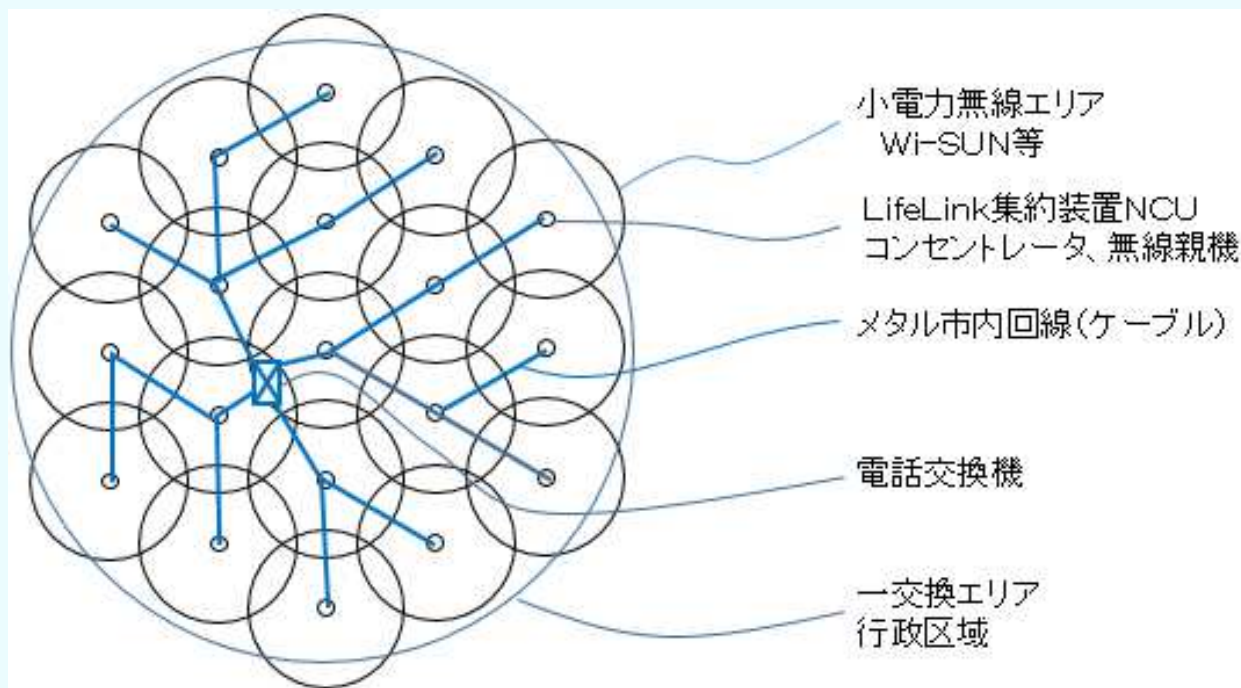 小電力無線エリア
Wi-SUN等
LifeLink集約装置NCU
コンセントレータ、無線親機
メタル市内回線(ケーブル)
電話交換機
一交換エリア
行政区域